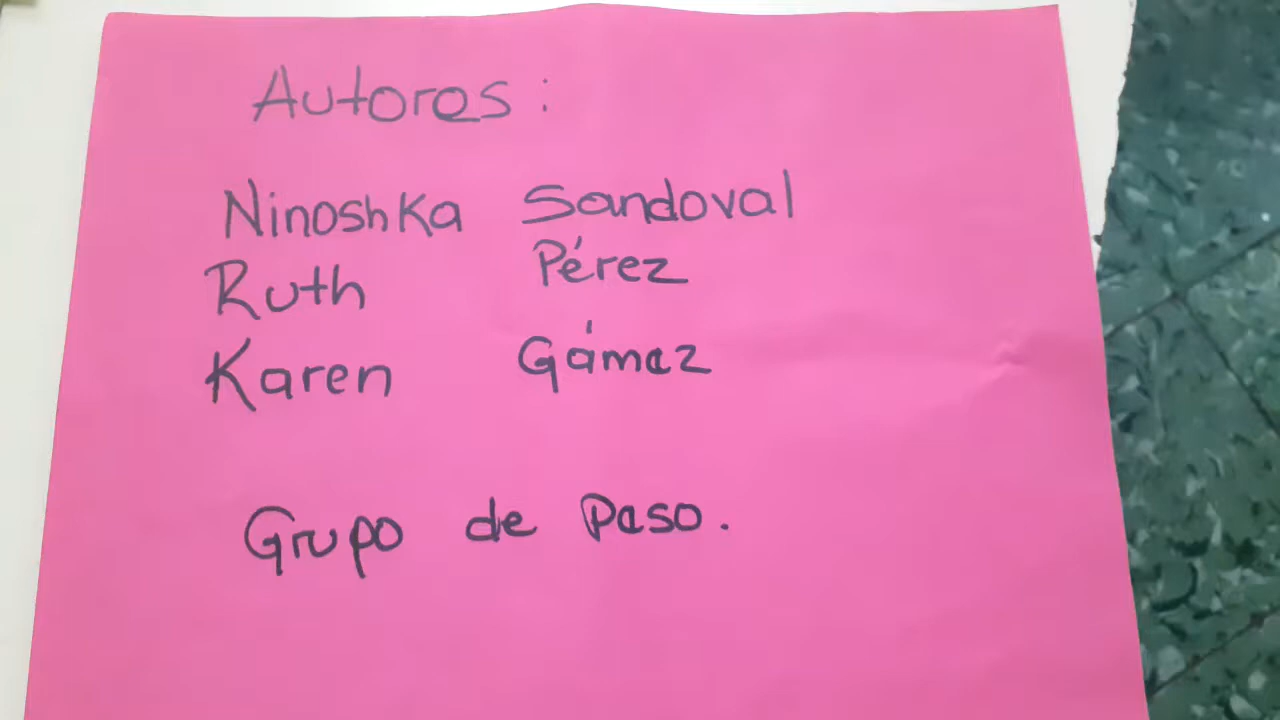 Autores:
Ninoshka Sandoval
Ruth Pérez
Karen Gámez
Grupo de Paso.